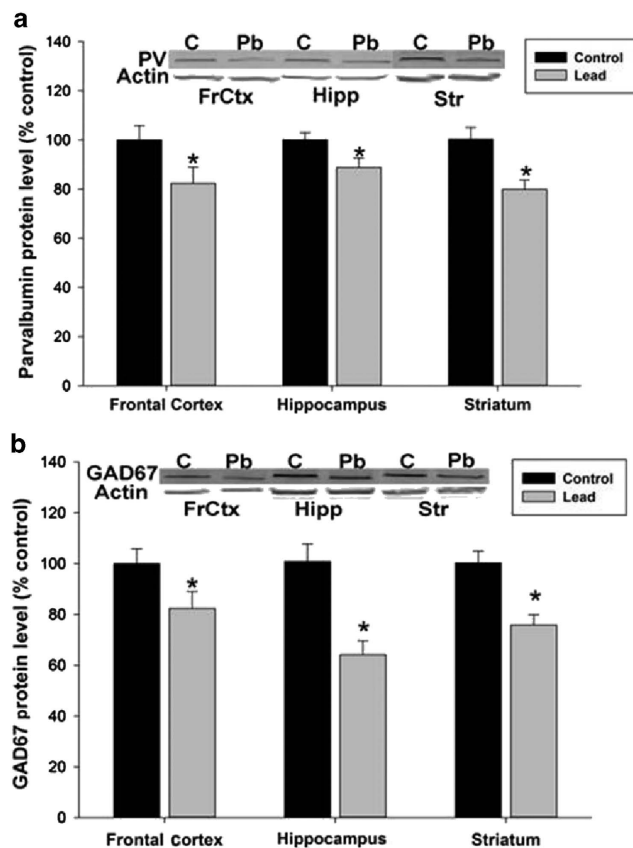 a
140
120
100
80
60
40
20
0
Parvalbumin protein level (% control)
C Pb C Pb C Pb
PV
Actin
FrCtx Hipp Str
Control
Lead
* * *
Frontal Cortex Hippocampus Striatum
b
140
120
100
80
60
40
20
0
GAD67 protein level (% control)
C Pb C Pb C Pb
GAD67
Actin
FrCtx Hipp Str
Control
Lead
* * *
Frontal cortex Hippocampus Striatum